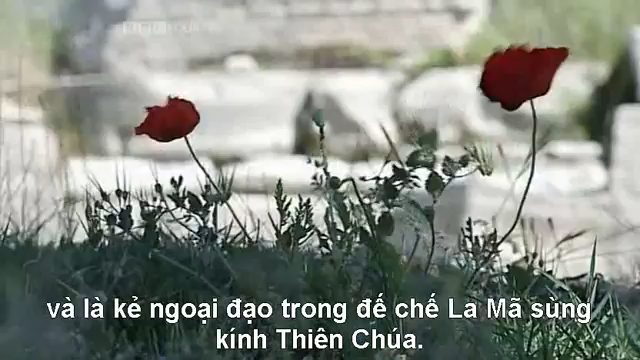 và là kẻ ngoại đạo trong đế chế La Mã sùng
kính Thiên Chúa.